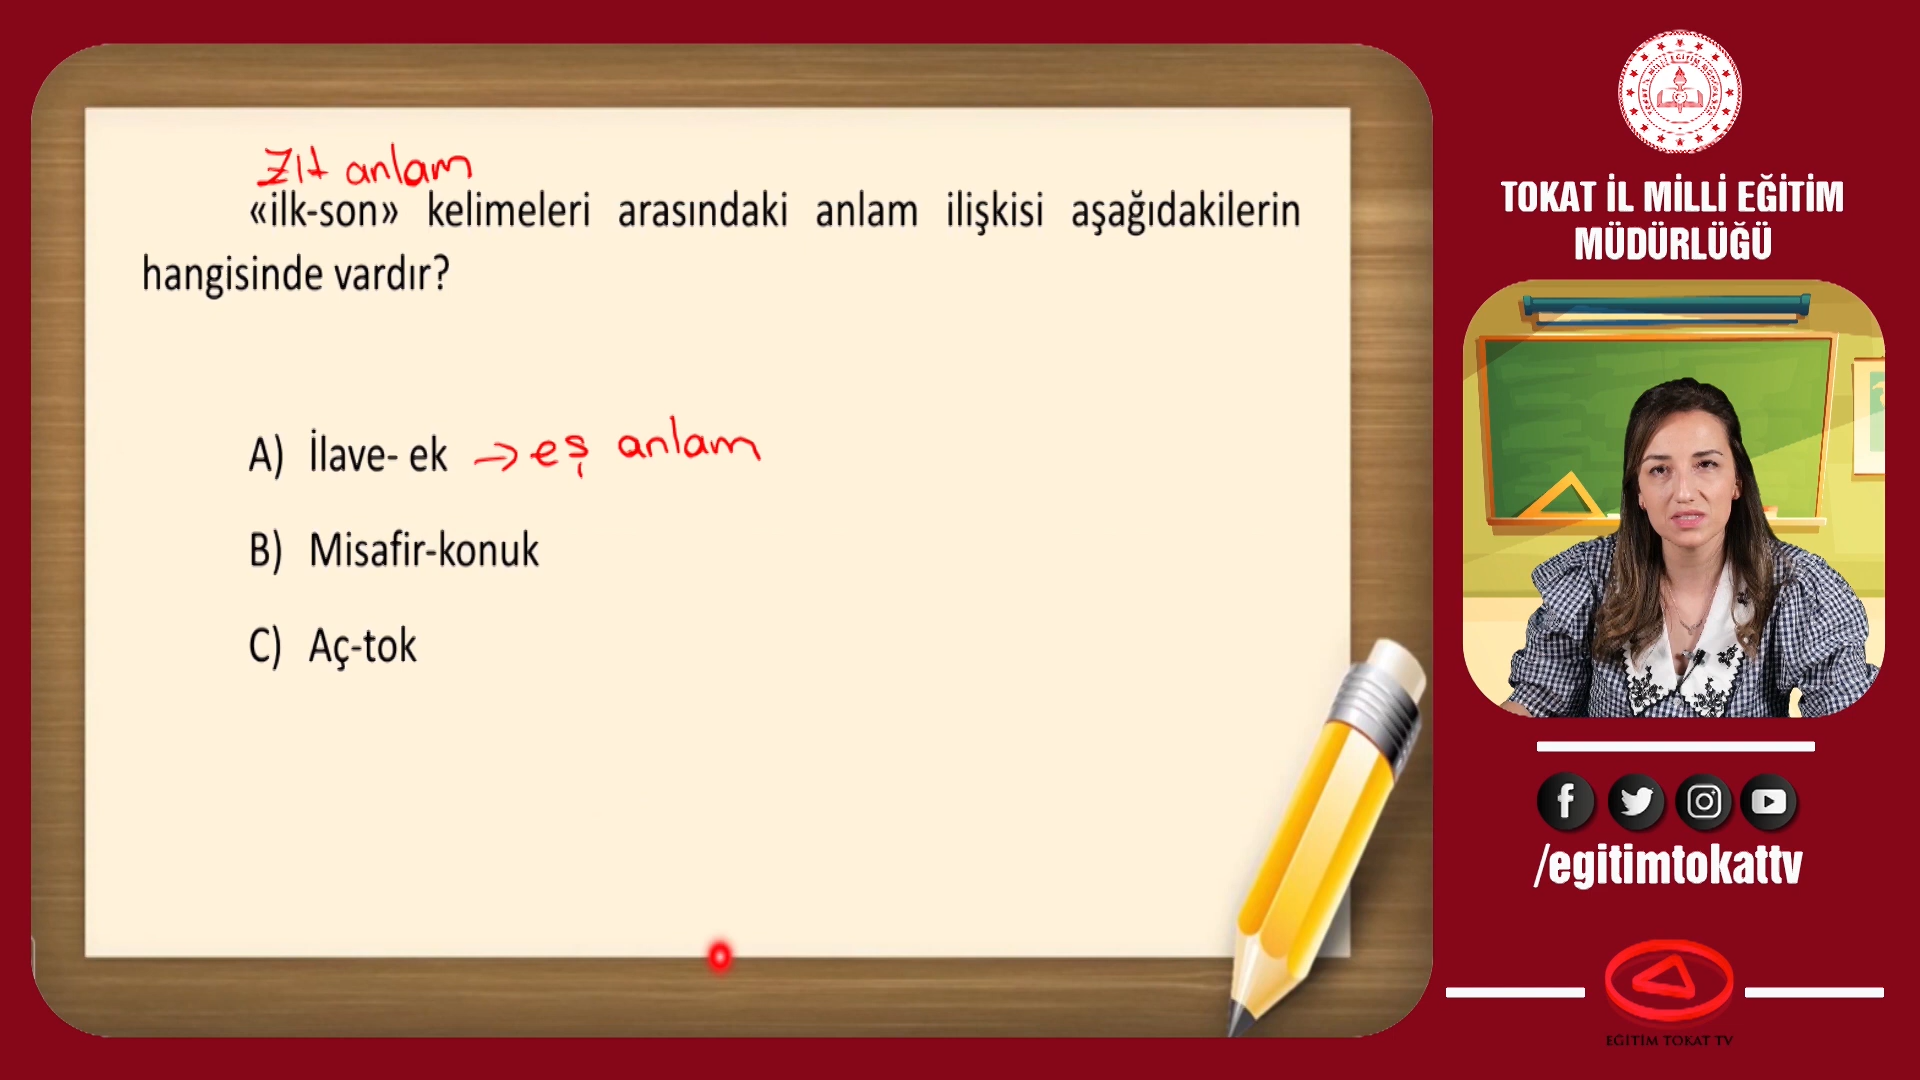 Zıt anlam
«ilk-son» kelimeleri arasındaki anlam ilişkisi aşağıdakilerin
hangisinde vardır?
A) İlave- ek → eş anlam
B) Misafir-konuk
C) Aç-tok
TOKAT İL MİLLİ EĞİTİM
MÜDÜRLÜĞÜ
/egitimtokattv
EĞİTİM TOKAT TV